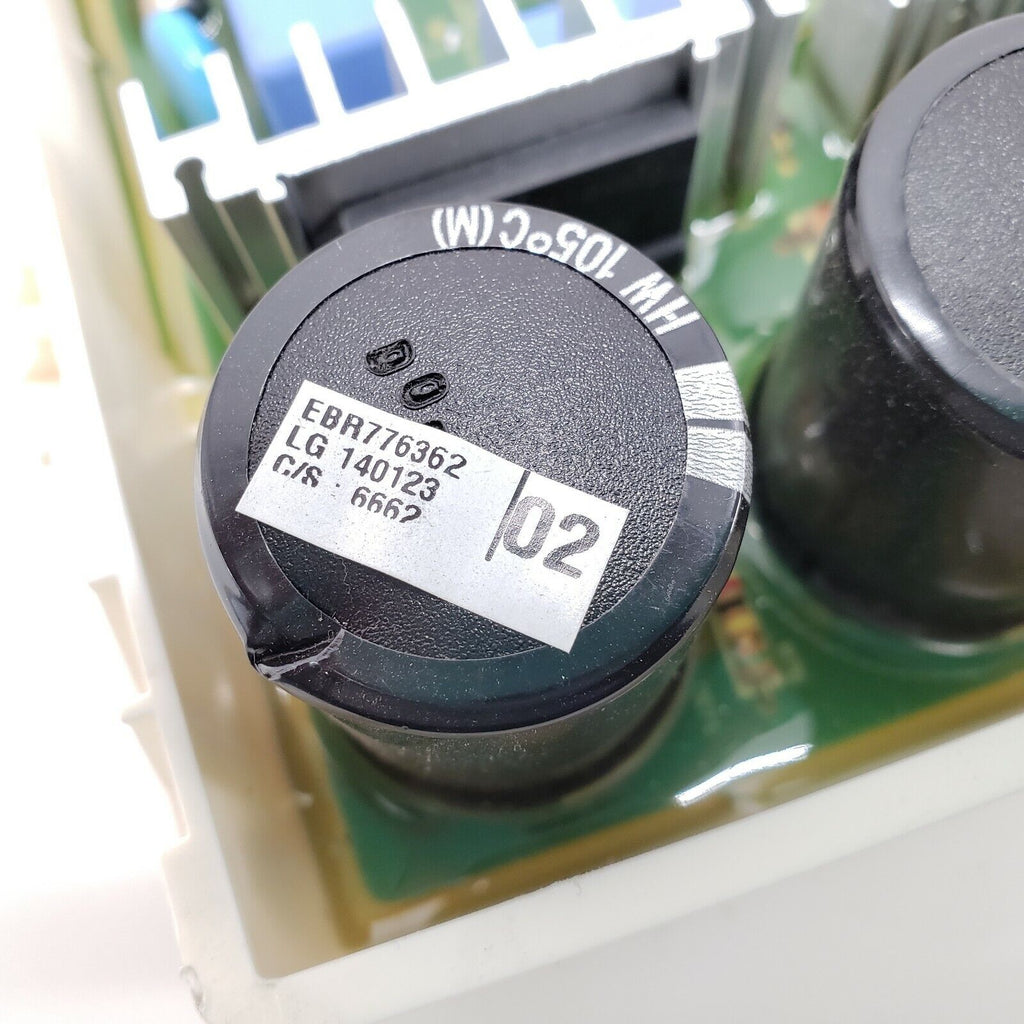 HW 105°C(M)
EBR776362
LG 140123
C/S 6662
02